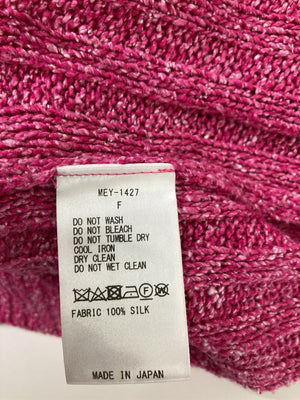 MEY-1427
F
DO NOT WASH
DO NOT BLEACH
DO NOT TUMBLE DRY
COOL IRON
DRY CLEAN
DO NOT WET CLEAN
F W
FABRIC 100% SILK
MADE IN JAPAN